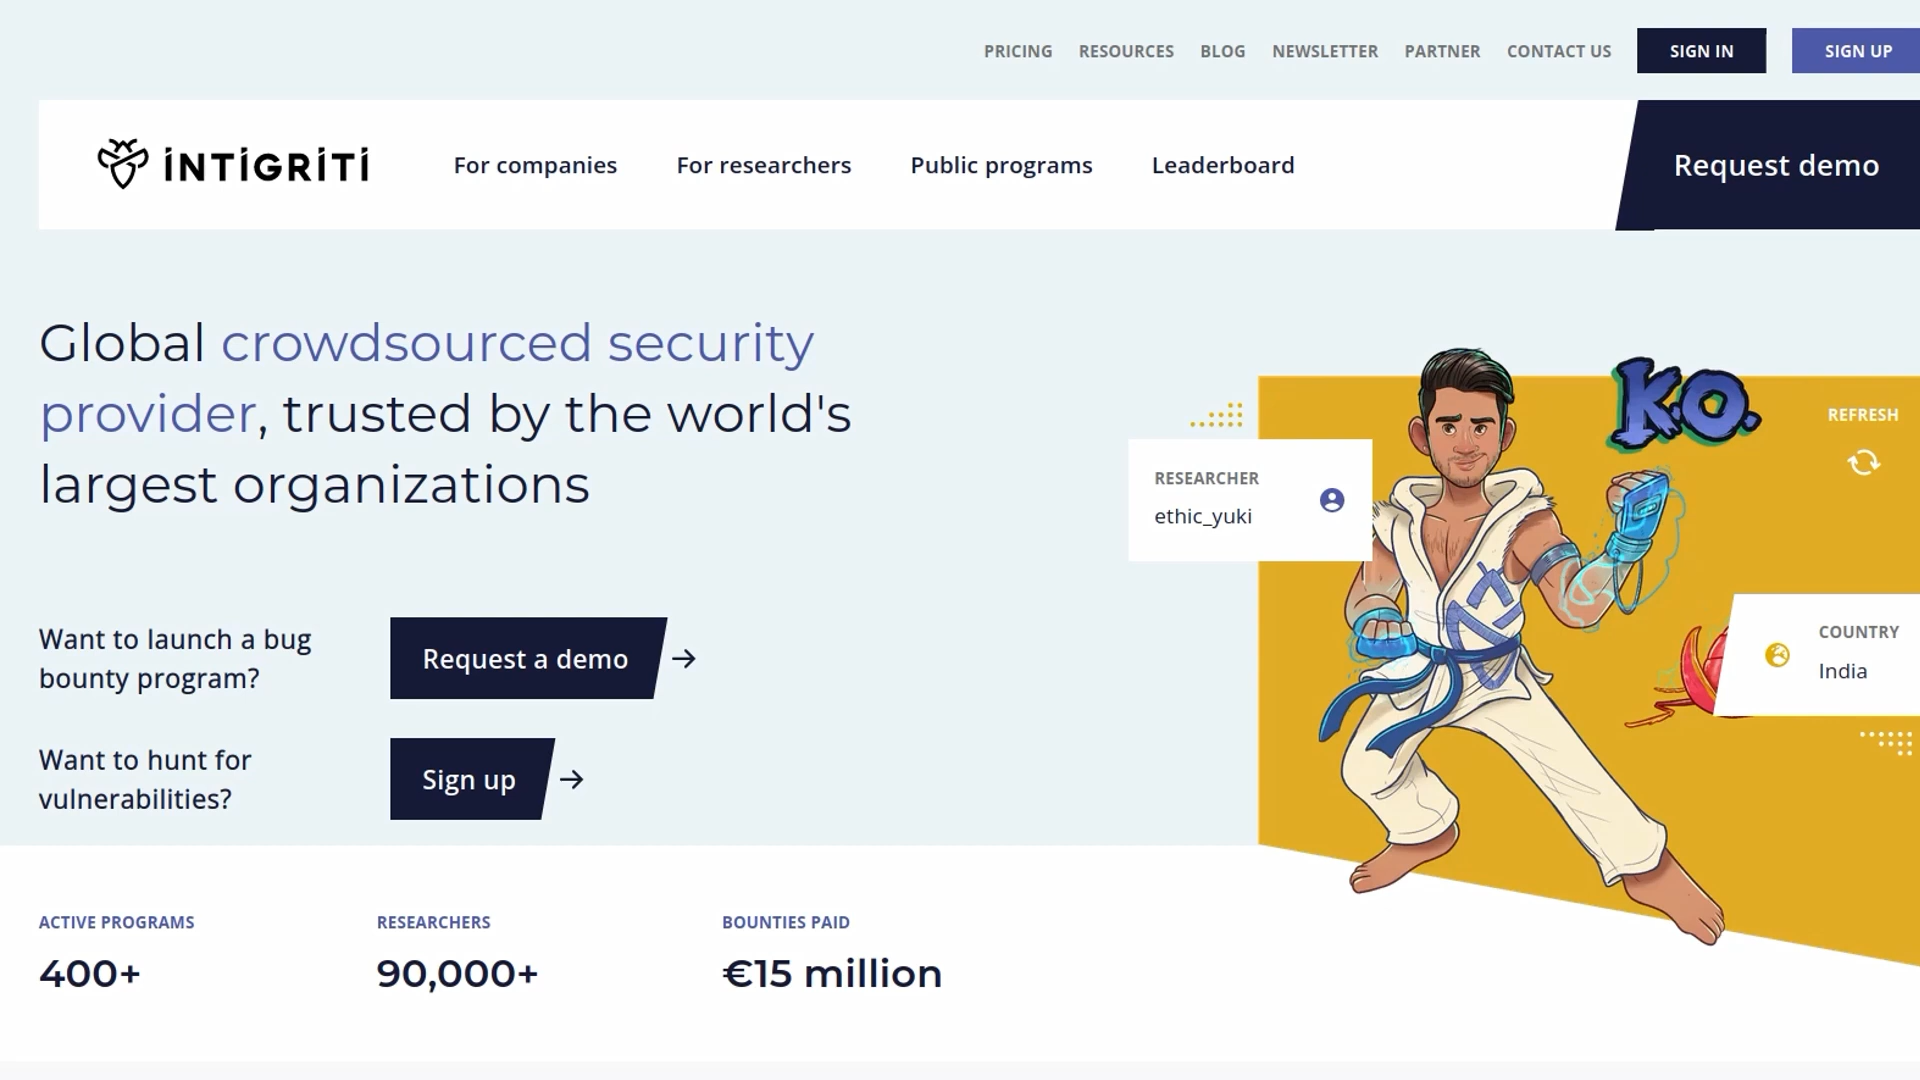 PRICING RESOURCES BLOG NEWSLETTER PARTNER CONTACT US SIGN IN SIGN UP
INTIGRITI For companies For researchers Public programs Leaderboard Request demo
Global crowdsourced security
provider, trusted by the world's
largest organizations
K.O.
REFRESH
RESEARCHER
ethic_yuki
COUNTRY
India
Want to launch a bug
bounty program?
Request a demo
Want to hunt for
vulnerabilities?
Sign up
ACTIVE PROGRAMS
400+
RESEARCHERS
90,000+
BOUNTIES PAID
€15 million